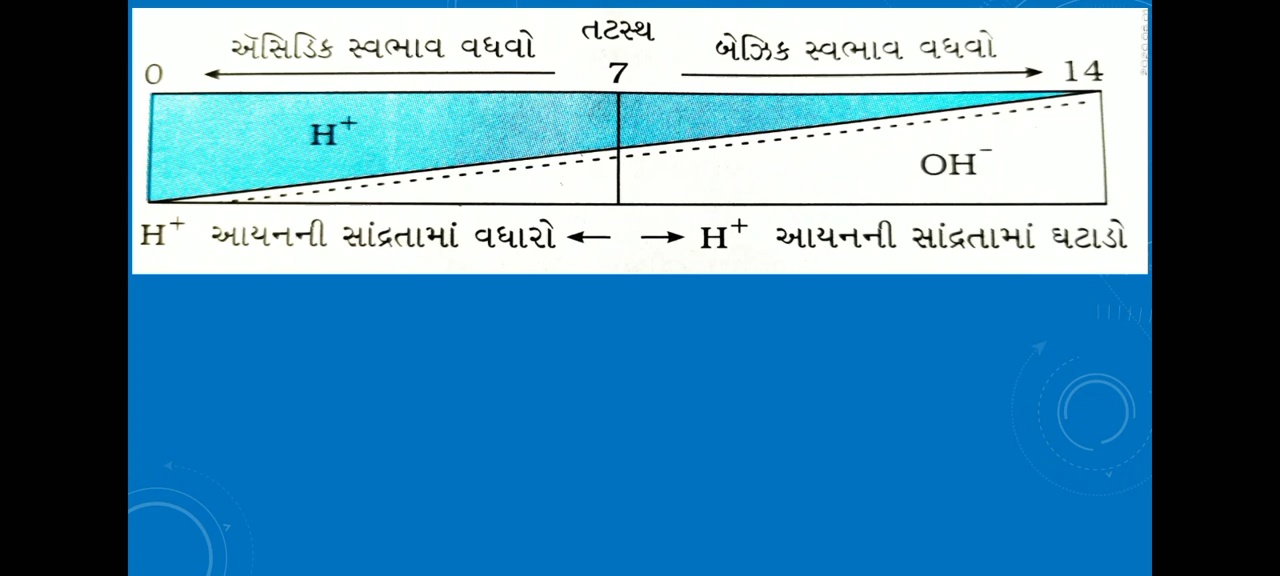 ઍસિડિક સ્વભાવ વધવો તટસ્થ બેઝિક સ્વભાવ વધવો
0 7 14
H⁺
OH⁻
H⁺ આયનની સાંદ્રતામાં વધારો ← → H⁺ આયનની સાંદ્રતામાં ઘટાડો